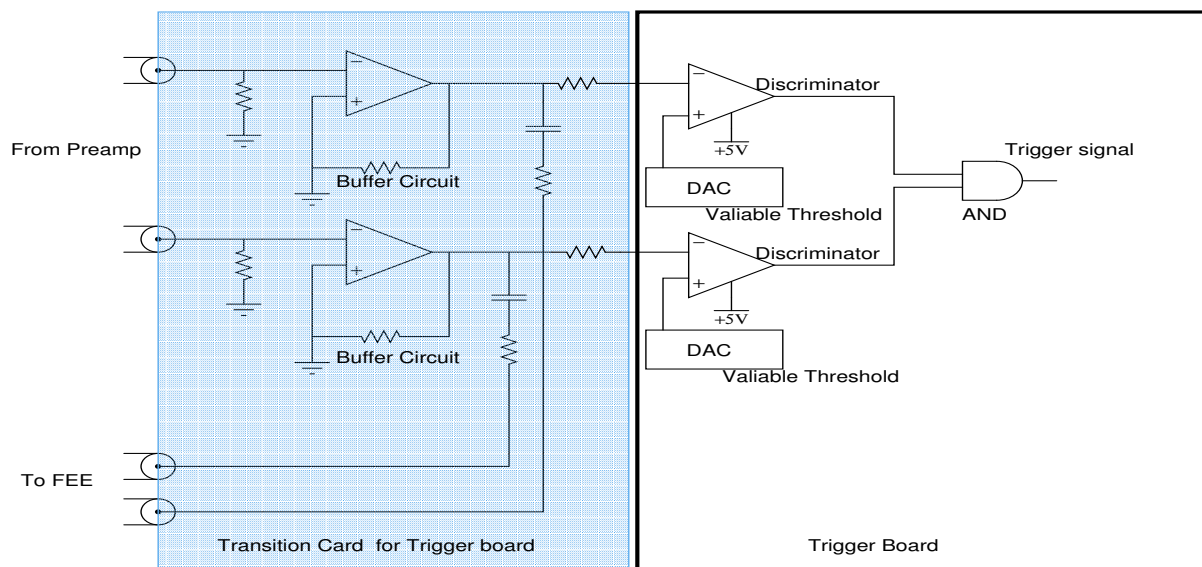 From Preamp
Buffer Circuit
Buffer Circuit
To FEE
Transition Card for Trigger board
−
+
−
+
−
+
Discriminator
+5V
DAC
Valiable Threshold
−
+
Discriminator
+5V
DAC
Valiable Threshold
Trigger signal
AND
Trigger Board